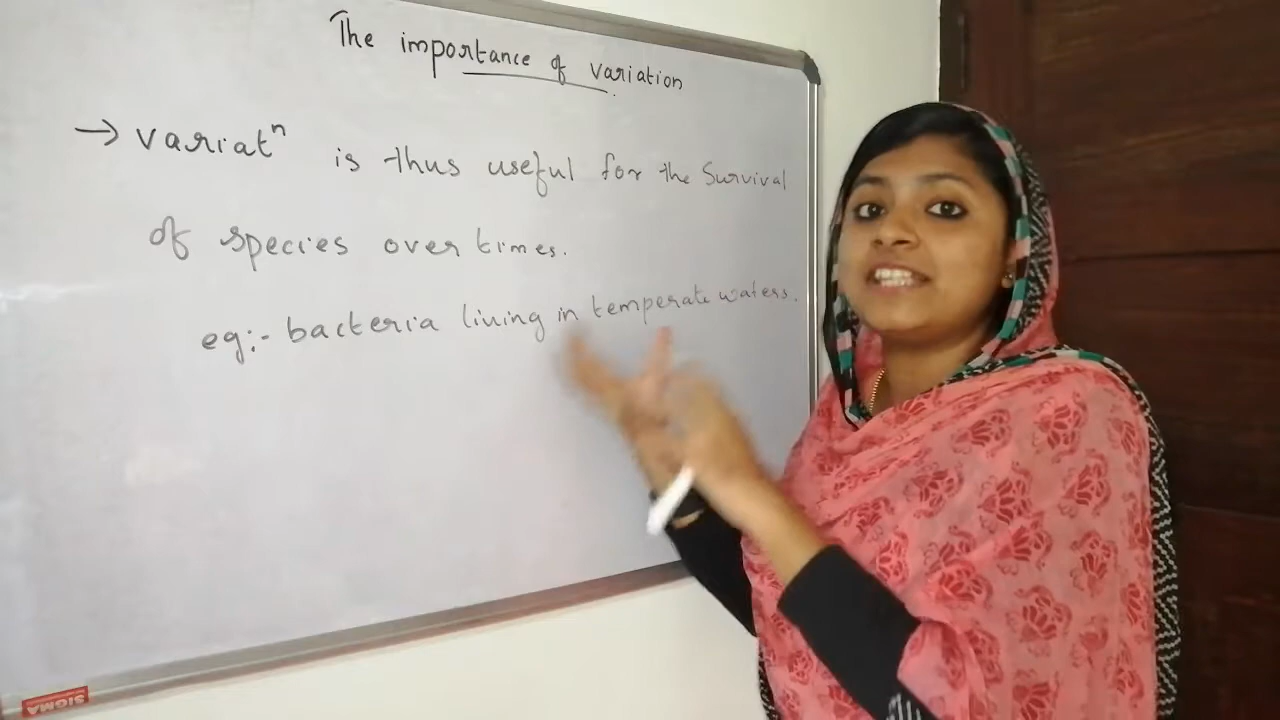 The importance of variation
→ variatⁿ is thus useful for the Survival
of species over times.
eg:- bacteria living in temperate waters.
SIGMA